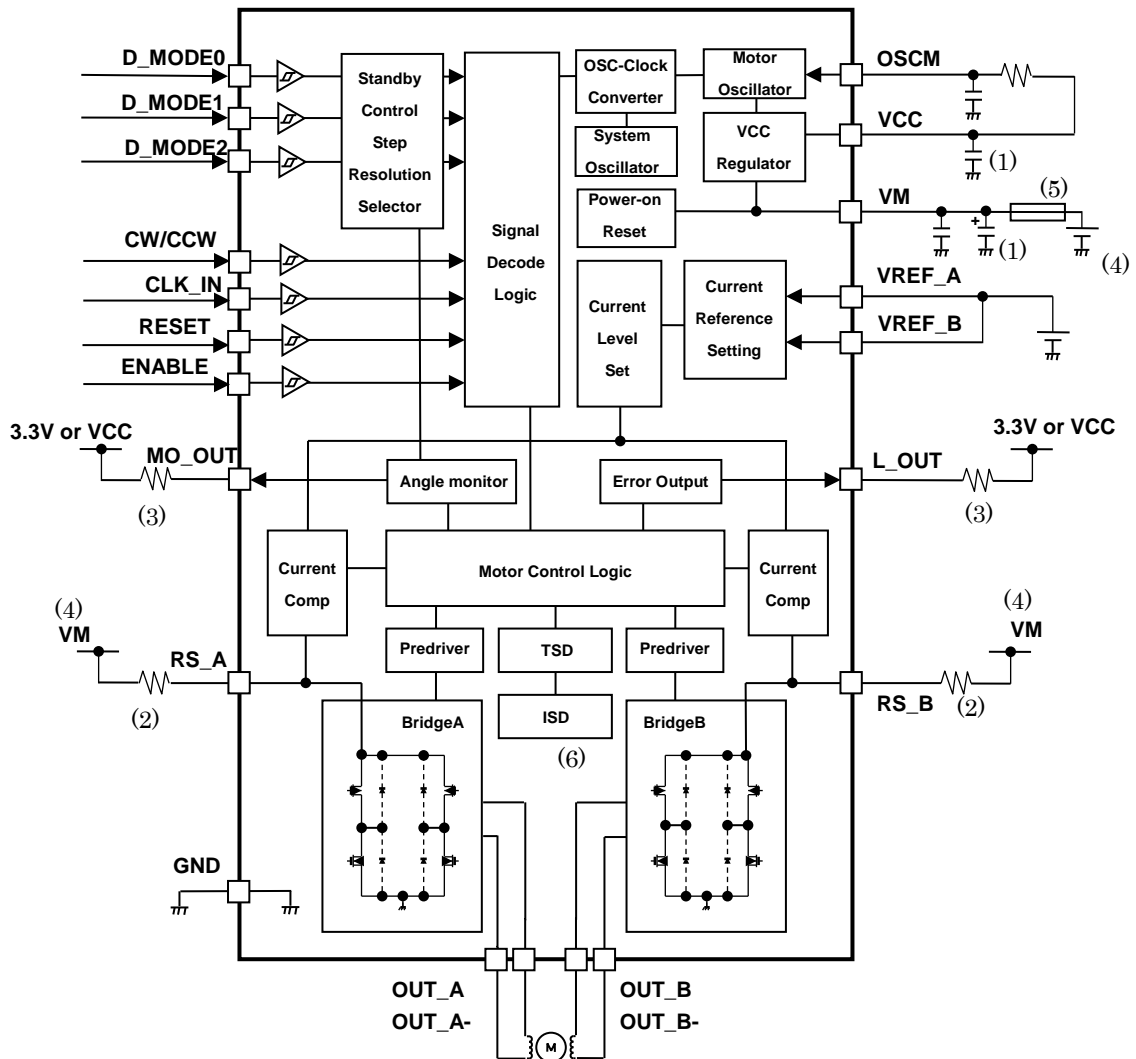 D_MODE0
D_MODE1
D_MODE2
CW/CCW
CLK_IN
RESET
ENABLE
3.3V or VCC
MO_OUT
(3)
(4)
VM
RS_A
(2)
GND
Standby
Control
Step
Resolution
Selector
Signal
Decode
Logic
OSC-Clock
Converter
System
Oscillator
Motor
Oscillator
VCC
Regulator
Power-on
Reset
Current
Level
Set
Current
Reference
Setting
Angle monitor
Error Output
Current
Comp
Motor Control Logic
Current
Comp
Predriver
TSD
Predriver
ISD
(6)
BridgeA
BridgeB
OSCM
VCC
(1)
(5)
VM
(1)
(4)
VREF_A
VREF_B
3.3V or VCC
L_OUT
(3)
(4)
VM
RS_B
(2)
OUT_A
OUT_A-
OUT_B
OUT_B-
M
+